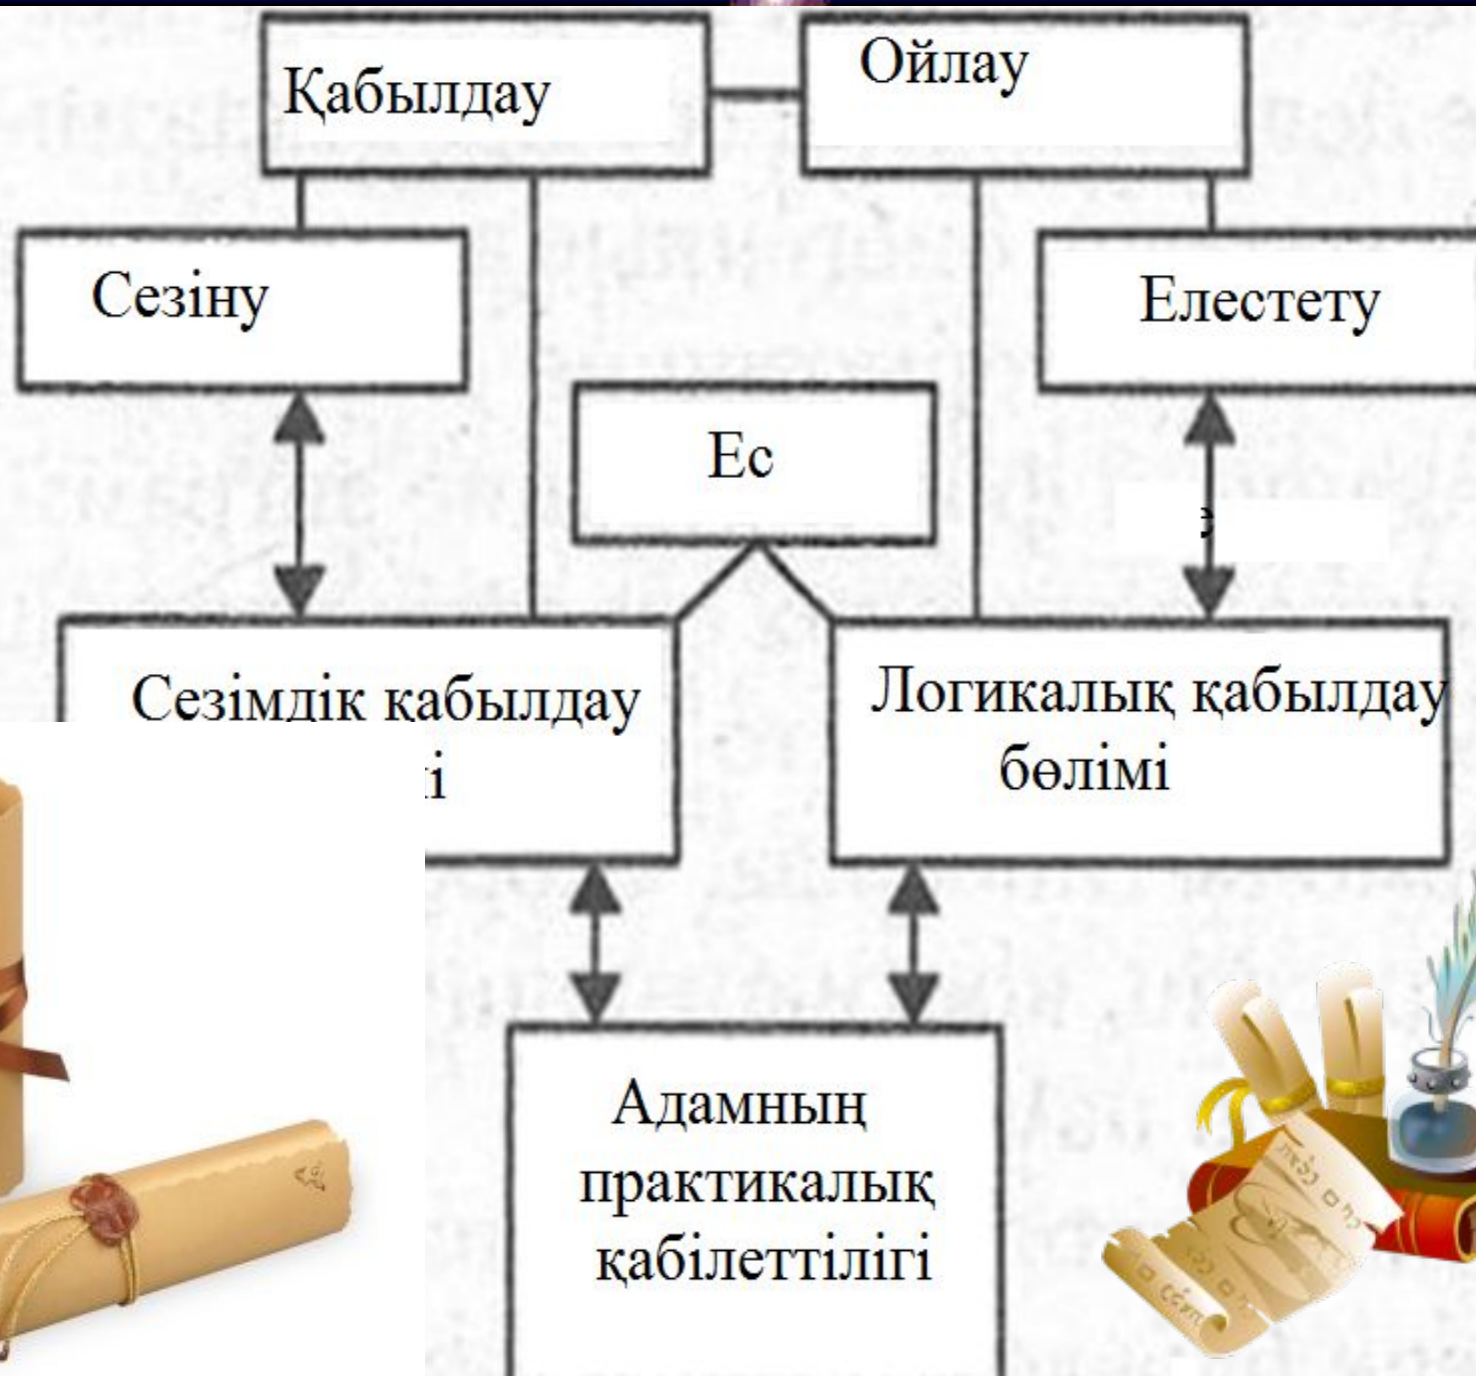 Қабылдау
Ойлау
Сезіну
Елестету
Ес
Сезімдік қабылдау
Логикалық қабылдау
бөлімі
Адамның
практикалық
қабілеттілігі